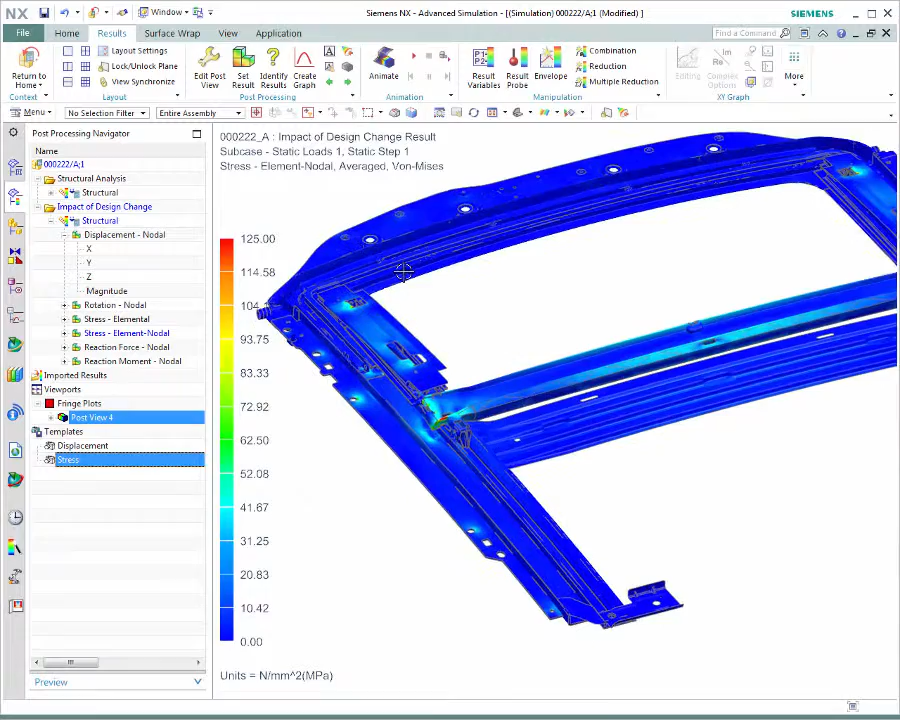 NX
Window
Siemens NX - Advanced Simulation - [(Simulation) 000222/A;1 (Modified) ]
SIEMENS
File
Home
Results
Surface Wrap
View
Application
Find a Command
Return to
Home
Context
Layout Settings
Lock/Unlock Plane
View Synchronize
Layout
Edit Post
View
Set
Result
Identify
Results
Create
Graph
Post Processing
Animate
Animation
Result
Variables
Result
Probe
Envelope
Combination
Reduction
Multiple Reduction
Manipulation
Editing
Complex
Options
XY Graph
More
Menu
No Selection Filter
Entire Assembly
Post Processing Navigator
Name
000222/A;1
Structural Analysis
Structural
Impact of Design Change
Structural
Displacement - Nodal
X
Y
Z
Magnitude
Rotation - Nodal
Stress - Elemental
Stress - Element-Nodal
Reaction Force - Nodal
Reaction Moment - Nodal
Imported Results
Viewports
Fringe Plots
Post View 4
Templates
Displacement
Stress
Preview
000222_A : Impact of Design Change Result
Subcase - Static Loads 1, Static Step 1
Stress - Element-Nodal, Averaged, Von-Mises
125.00
114.58
104
93.75
83.33
72.92
62.50
52.08
41.67
31.25
20.83
10.42
0.00
Units = N/mm^2(MPa)